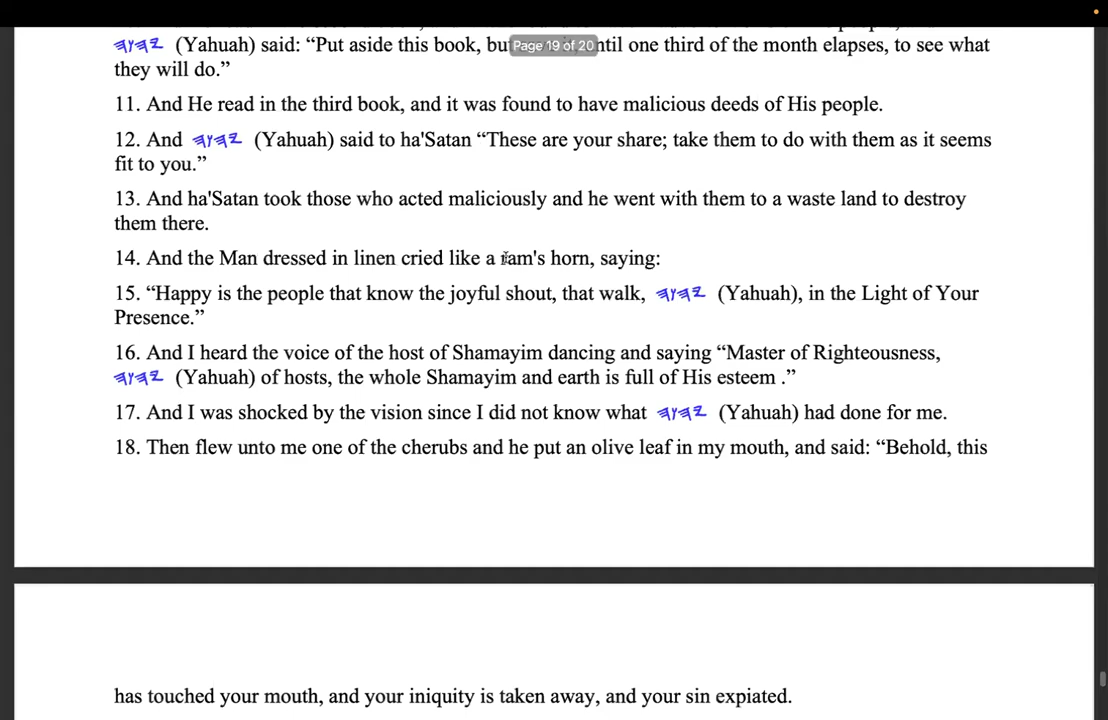 𐤉𐤄𐤅𐤄 (Yahuah) said: “Put aside this book,
Page 19 of 20
one third of the month elapses, to see what
they will do.”
11. And He read in the third book, and it was found to have malicious deeds of His people.
12. And 𐤉𐤄𐤅𐤄 (Yahuah) said to ha'Satan “These are your share; take them to do with them as it seems
fit to you.”
13. And ha'Satan took those who acted maliciously and he went with them to a waste land to destroy
them there.
14. And the Man dressed in linen cried like a ram's horn, saying:
15. “Happy is the people that know the joyful shout, that walk, 𐤉𐤄𐤅𐤄 (Yahuah), in the Light of Your
Presence.”
16. And I heard the voice of the host of Shamayim dancing and saying “Master of Righteousness,
𐤉𐤄𐤅𐤄 (Yahuah) of hosts, the whole Shamayim and earth is full of His esteem .”
17. And I was shocked by the vision since I did not know what 𐤉𐤄𐤅𐤄 (Yahuah) had done for me.
18. Then flew unto me one of the cherubs and he put an olive leaf in my mouth, and said: “Behold, this
has touched your mouth, and your iniquity is taken away, and your sin expiated.